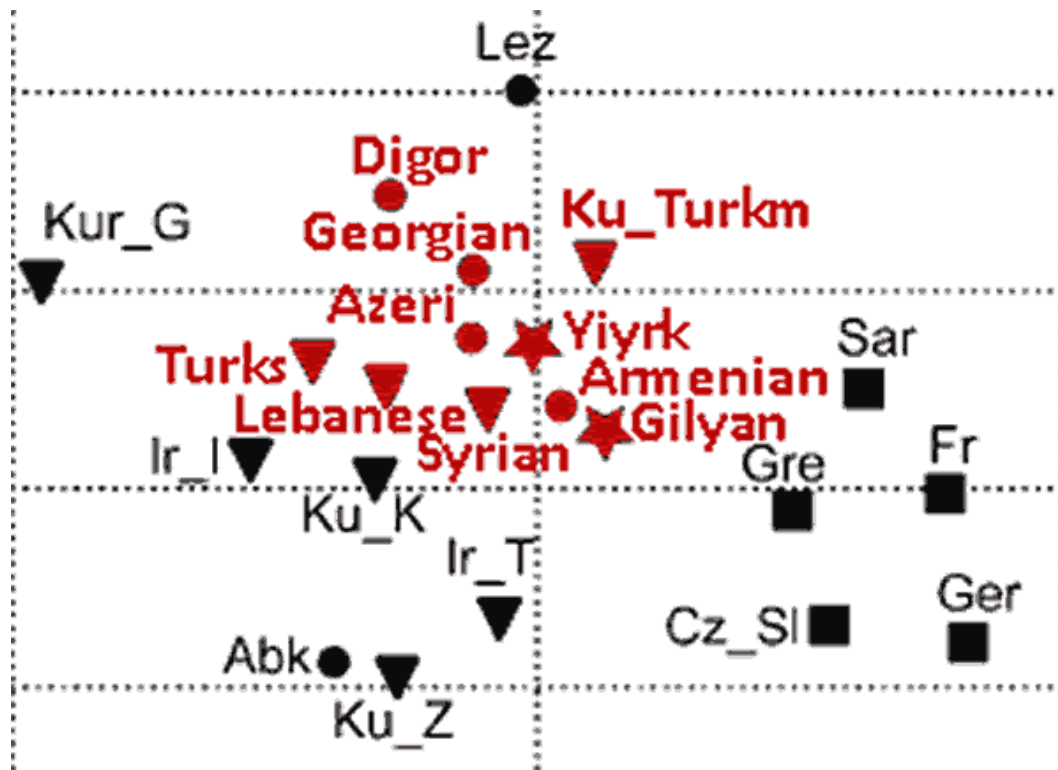 Lez
Digor
Ku_Turkm
Kur_G
Georgian
Azeri
Yiyrk
Sar
Turks
Armenian
Lebanese
Gilyan
Ir_I
Syrian
Gre
Fr
Ku_K
Ir_T
Ger
Cz_Sl
Abk
Ku_Z